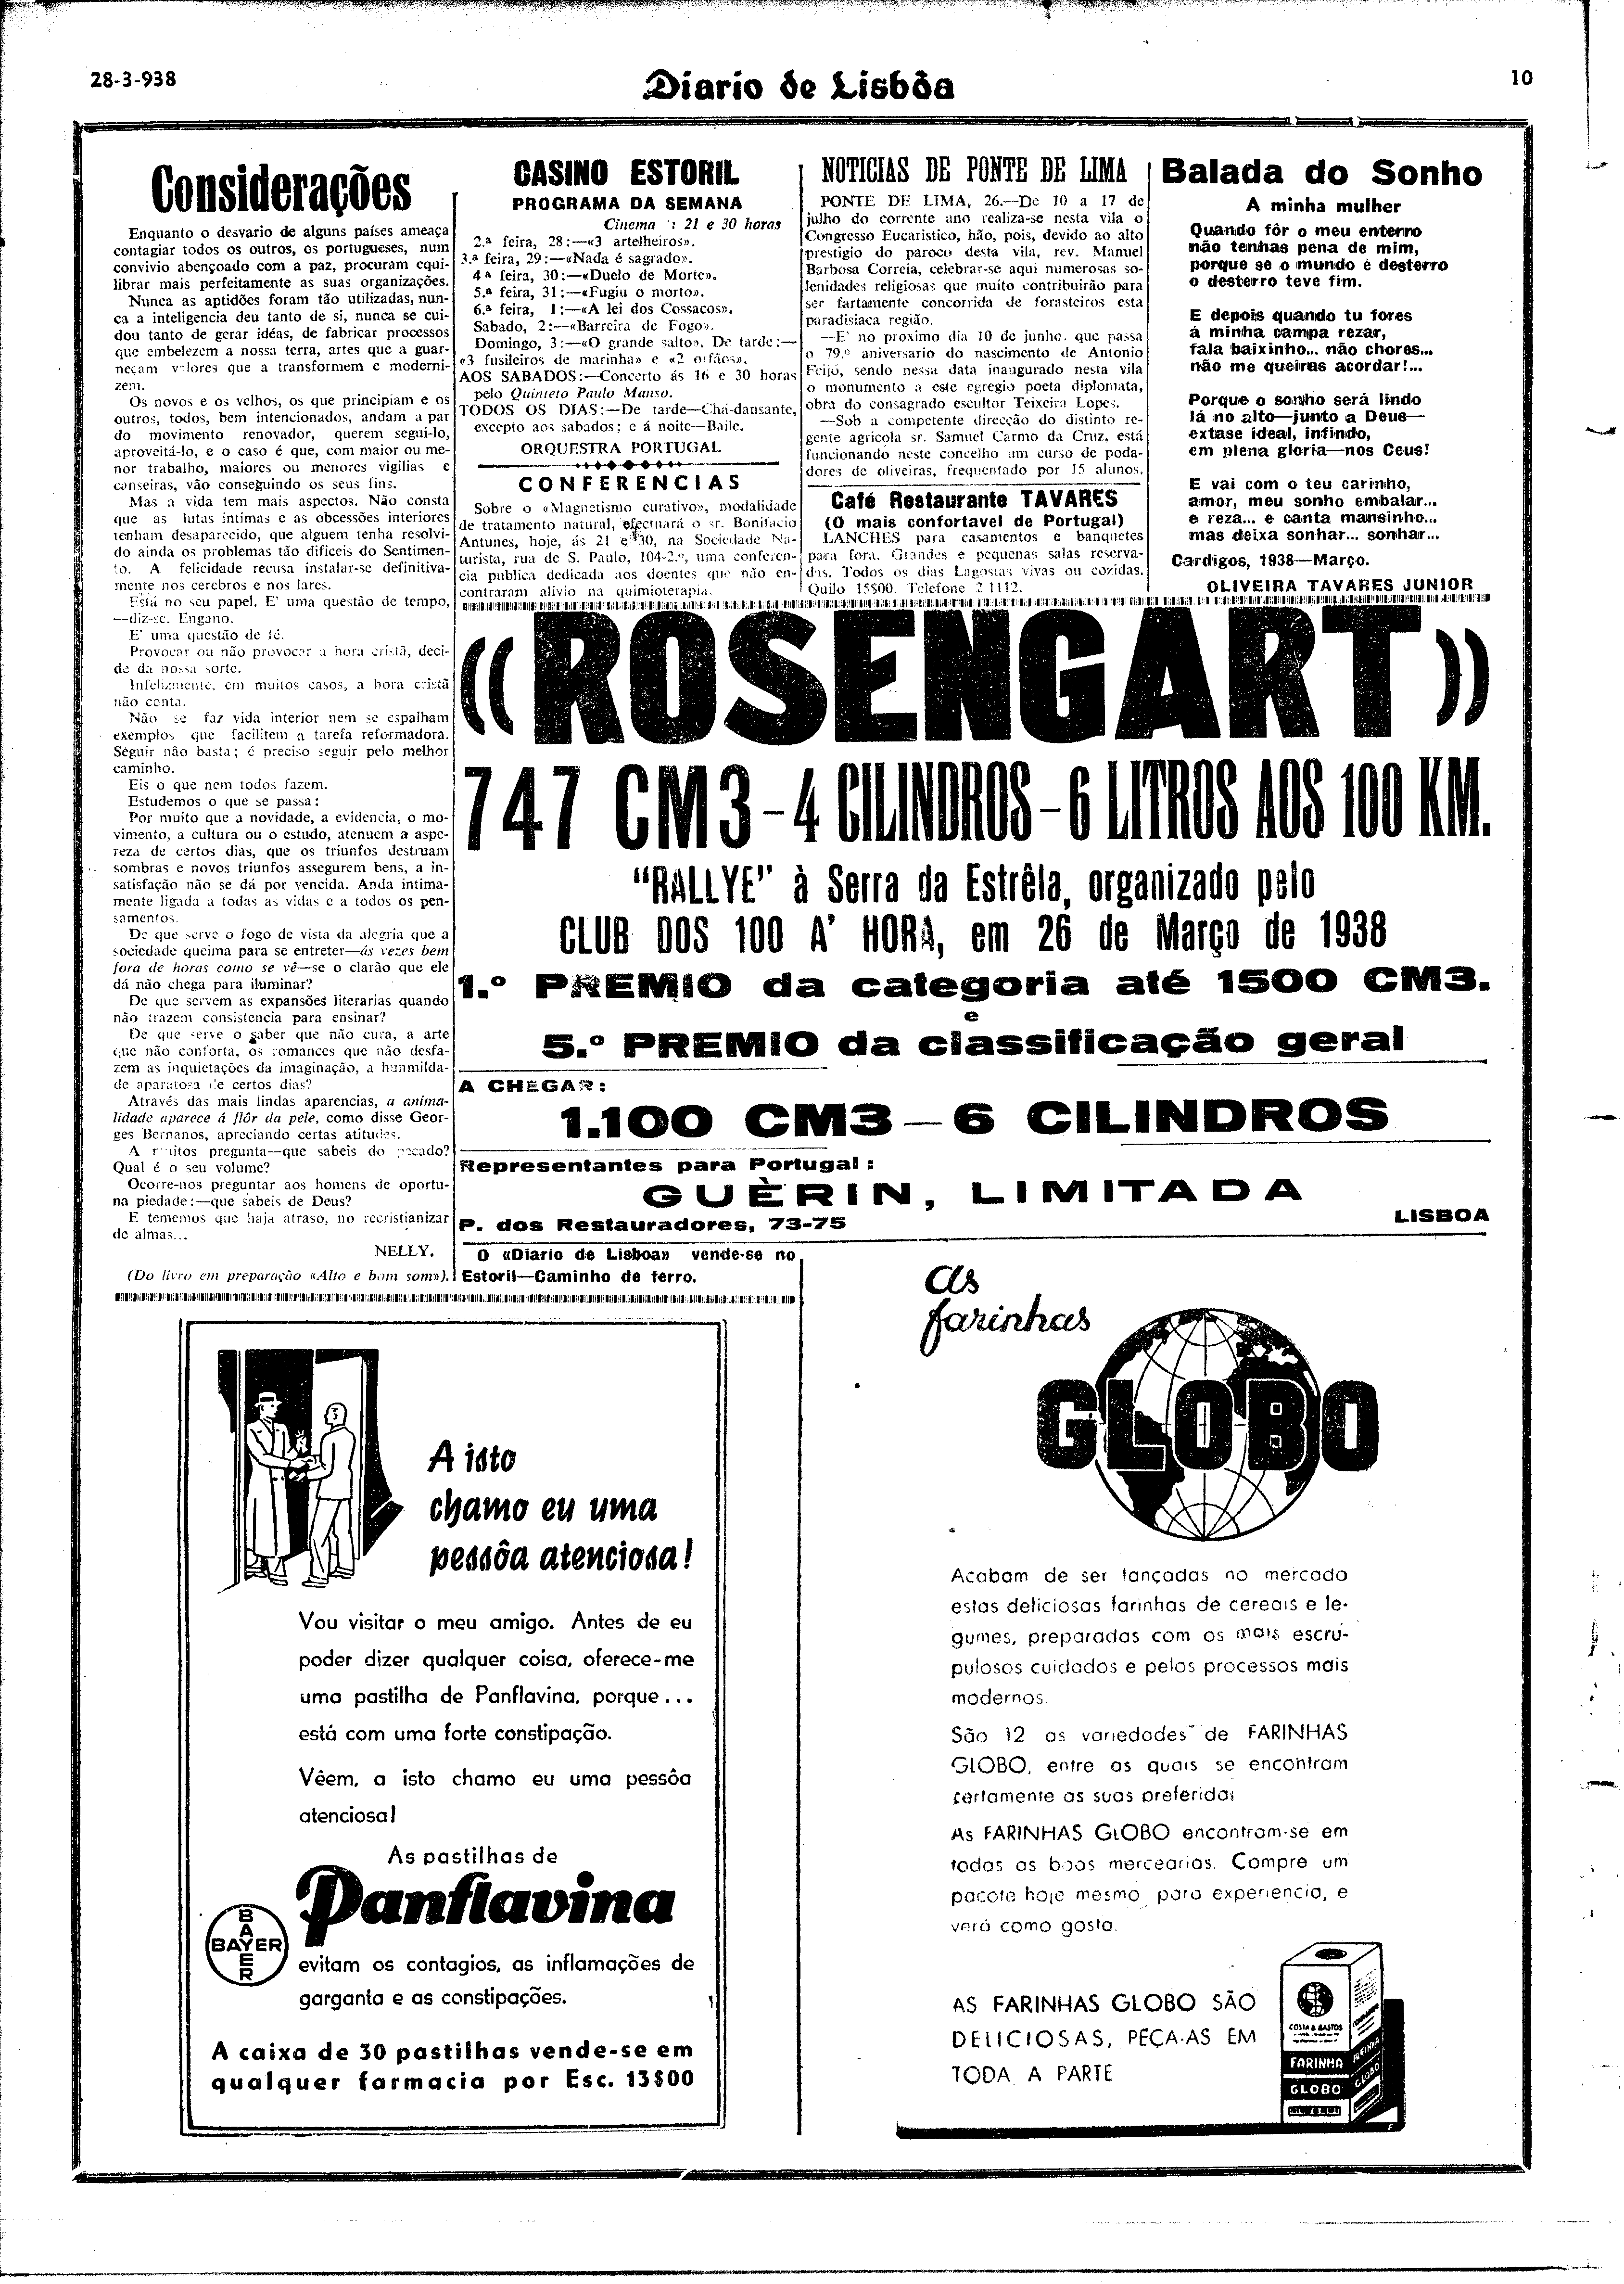 28-3-938
Diario de Lisbôa
10
Considerações
Enquanto o desvario de alguns países ameaça
contagiar todos os outros, os portugueses, num
convivio abençoado com a paz, procuram equi-
librar mais perfeitamente as suas organizações.
Nunca as aptidões foram tão utilizadas, nun-
ca a inteligencia deu tanto de si, nunca se cui-
dou tanto de gerar idéas, de fabricar processos
que embelezem a nossa terra, artes que a guar-
neçam valores que a transformem e moderni-
zem.
Os novos e os velhos, os que principiam e os
outros, todos, bem intencionados, andam a par
do movimento renovador, querem segui-lo,
aproveitá-lo, e o caso é que, com maior ou me-
nor trabalho, maiores ou menores vigilias e
canseiras, vão conseguindo os seus fins.
Mas a vida tem mais aspectos. Não consta
que as lutas intimas e as obcessões interiores
tenham desaparecido, que alguem tenha resolvi-
do ainda os problemas tão dificeis do Sentimen-
to. A felicidade recusa instalar-se definitiva-
mente nos cerebros e nos lares.
Está no seu papel. E' uma questão de tempo,
—diz-se. Engano.
E' uma questão de fé.
Provocar ou não provocar a hora cristã, deci-
de da nossa sorte.
Infelizmente, em muitos casos, a hora cristã
não conta.
Não se faz vida interior nem se espalham
exemplos que facilitem a tarefa reformadora.
Seguir não basta; é preciso seguir pelo melhor
caminho.
Eis o que nem todos fazem.
Estudemos o que se passa:
Por muito que a novidade, a evidencia, o mo-
vimento, a cultura ou o estudo, atenuem a aspe-
reza de certos dias, que os triunfos destruam
sombras e novos triunfos assegurem bens, a in-
satisfação não se dá por vencida. Anda intima-
mente ligada a todas as vidas e a todos os pen-
samentos.
De que serve o fogo de vista da alegria que a
sociedade queima para se entreter—ás vezes bem
fora de horas como se vê—se o clarão que ele
dá não chega para iluminar?
De que servem as expansões literarias quando
não trazem consistencia para ensinar?
De que serve o saber que não cura, a arte
que não conforta, os romances que não desfa-
zem as inquietações da imaginação, a hunmilda-
de aparatosa de certos dias?
Através das mais lindas aparencias, a anima-
lidade aparece á flôr da pele, como disse Geor-
ges Bernanos, apreciando certas atitudes.
A muitos pregunta—que sabeis do pecado?
Qual é o seu volume?
Ocorre-nos preguntar aos homens de oportu-
na piedade:—que sabeis de Deus?
E tememos que haja atraso, no recristianizar
de almas...
NELLY.
(Do livro em preparação «Alto e bom som»).
CASINO ESTORIL
PROGRAMA DA SEMANA
Cinema : 21 e 30 horas
2.ª feira, 28:—«3 artelheiros».
3.ª feira, 29:—«Nada é sagrado».
4 ª feira, 30:—«Duelo de Morte».
5.ª feira, 31:—«Fugiu o morto».
6.ª feira, 1:—«A lei dos Cossacos».
Sabado, 2:—«Barreira de Fogo».
Domingo, 3:—«O grande salto». De tarde:—
«3 fusileiros de marinha» e «2 orfãos».
AOS SABADOS:—Concerto ás 16 e 30 horas
pelo Quinteto Paulo Manso.
TODOS OS DIAS:—De tarde—Chá-dansante,
excepto aos sabados; e á noite—Baile.
ORQUESTRA PORTUGAL
CONFERENCIAS
Sobre o «Magnetismo curativo», modalidade
de tratamento natural, efectuará o sr. Bonifacio
Antunes, hoje, ás 21 e 30, na Sociedade Na-
turista, rua de S. Paulo, 104-2.º, uma conferen-
cia publica dedicada aos doentes que não en-
contraram alivio na quimioterapia.
NOTICIAS DE PONTE DE LIMA
PONTE DE LIMA, 26.—De 10 a 17 de
julho do corrente ano realiza-se nesta vila o
Congresso Eucaristico, hão, pois, devido ao alto
prestigio do paroco desta vila, rev. Manuel
Barbosa Correia, celebrar-se aqui numerosas so-
lenidades religiosas que muito contribuirão para
ser fartamente concorrida de forasteiros esta
paradisiaca região.
—E' no proximo dia 10 de junho, que passa
o 79.º aniversario do nascimento de Antonio
Feijó, sendo nessa data inaugurado nesta vila
o monumento a este egregio poeta diplomata,
obra do consagrado escultor Teixeira Lopes.
—Sob a competente direcção do distinto re-
gente agricola sr. Samuel Carmo da Cruz, está
funcionando neste concelho um curso de poda-
dores de oliveiras, frequentado por 15 alunos.
Café Restaurante TAVARES
(O mais confortavel de Portugal)
LANCHES para casamentos e banquetes
para fora. Grandes e pequenas salas reserva-
das. Todos os dias Lagostas vivas ou cozidas.
Quilo 15$00. Telefone 2 1112.
Balada do Sonho
A minha mulher
Quando fôr o meu enterro
não tenhas pena de mim,
porque se o mundo é desterro
o desterro teve fim.
E depois quando tu fores
á minha campa rezar,
fala baixinho... não chores...
não me queiras acordar!...
Porque o sonho será lindo
lá no alto—junto a Deus—
extase ideal, infindo,
em plena gloria—nos Ceus!
E vai com o teu carinho,
amor, meu sonho embalar...
e reza... e canta mansinho...
mas deixa sonhar... sonhar...
Cardigos, 1938—Março.
OLIVEIRA TAVARES JUNIOR
«ROSENGART»
747 CM3-4 CILINDROS-6 LITROS AOS 100 KM.
"RALLYE" à Serra da Estrêla, organizado pelo
CLUB DOS 100 A' HORA, em 26 de Março de 1938
1.º PREMIO da categoria até 1500 CM3.
e
5.º PREMIO da classificação geral
A CHEGAR:
1.100 CM3—6 CILINDROS
Representantes para Portugal:
GUÈRIN, LIMITADA
P. dos Restauradores, 73-75
LISBOA
O «Diario de Lisboa» vende-se no
Estoril—Caminho de ferro.
A isto
chamo eu uma
pessôa atenciosa!
Vou visitar o meu amigo. Antes de eu
poder dizer qualquer coisa, oferece-me
uma pastilha de Panflavina, porque...
está com uma forte constipação.
Vêem, a isto chamo eu uma pessôa
atenciosa!
As pastilhas de
Panflavina
BAYER
BAYER
evitam os contagios, as inflamações de
garganta e as constipações.
A caixa de 30 pastilhas vende-se em
qualquer farmacia por Esc. 13$00
as
farinhas
GLOBO
Acabam de ser lançadas no mercado
estas deliciosas farinhas de cereais e le-
gumes, preparadas com os mais escru-
pulosos cuidados e pelos processos mais
modernos.
São 12 as variedades de FARINHAS
GLOBO, entre as quais se encontram
certamente as suas preferidas
As FARINHAS GLOBO encontram-se em
todas as boas mercearias. Compre um
pacote hoje mesmo, para experiencia, e
verá como gosta.
AS FARINHAS GLOBO SÃO
DELICIOSAS, PEÇA-AS EM
TODA A PARTE
COSTA & BASTOS
FARINHA
GLOBO
FARINHA
GLOBO